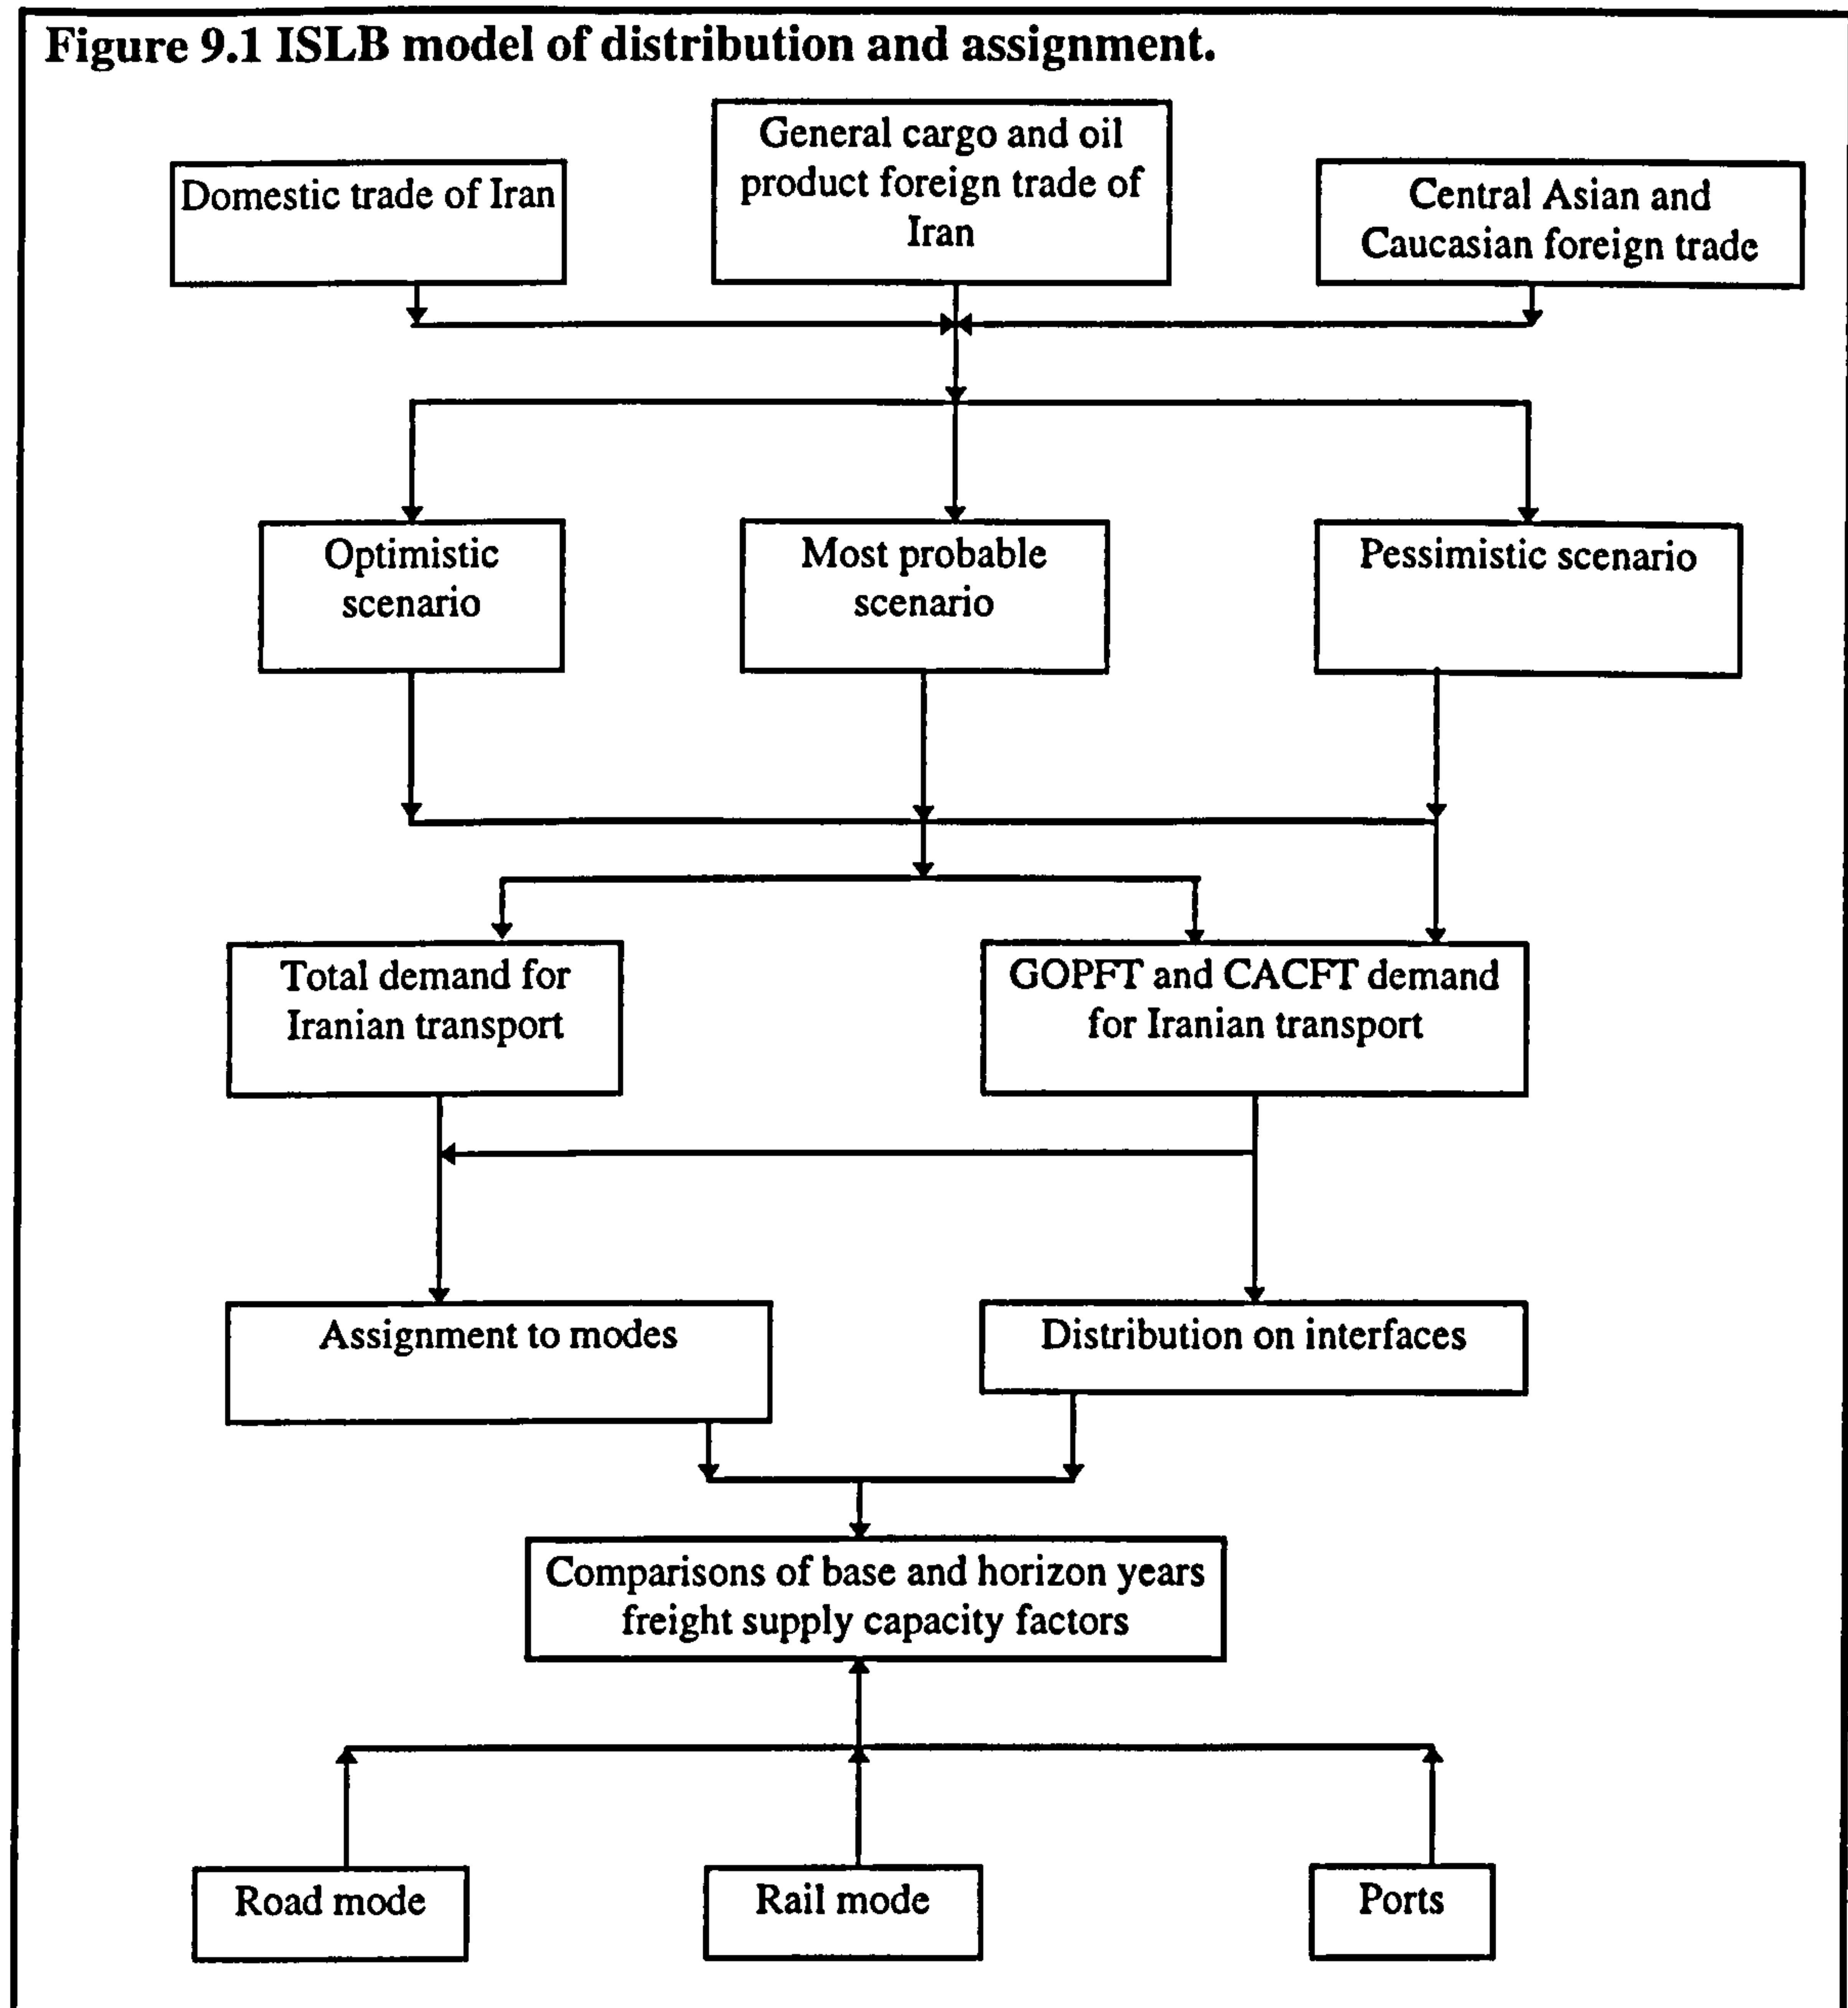 Figure 9.1 ISLB model of distribution and assignment.
General cargo and oil
product foreign trade of
Iran
Domestic trade of Iran
Central Asian and
Caucasian foreign trade
Optimistic
scenario
Most probable
scenario
Pessimistic scenario
Total demand for
Iranian transport
GOPFT and CACFT demand
for Iranian transport
Assignment to modes
Distribution on interfaces
Comparisons of base and horizon years
freight supply capacity factors
Road mode
Rail mode
Ports